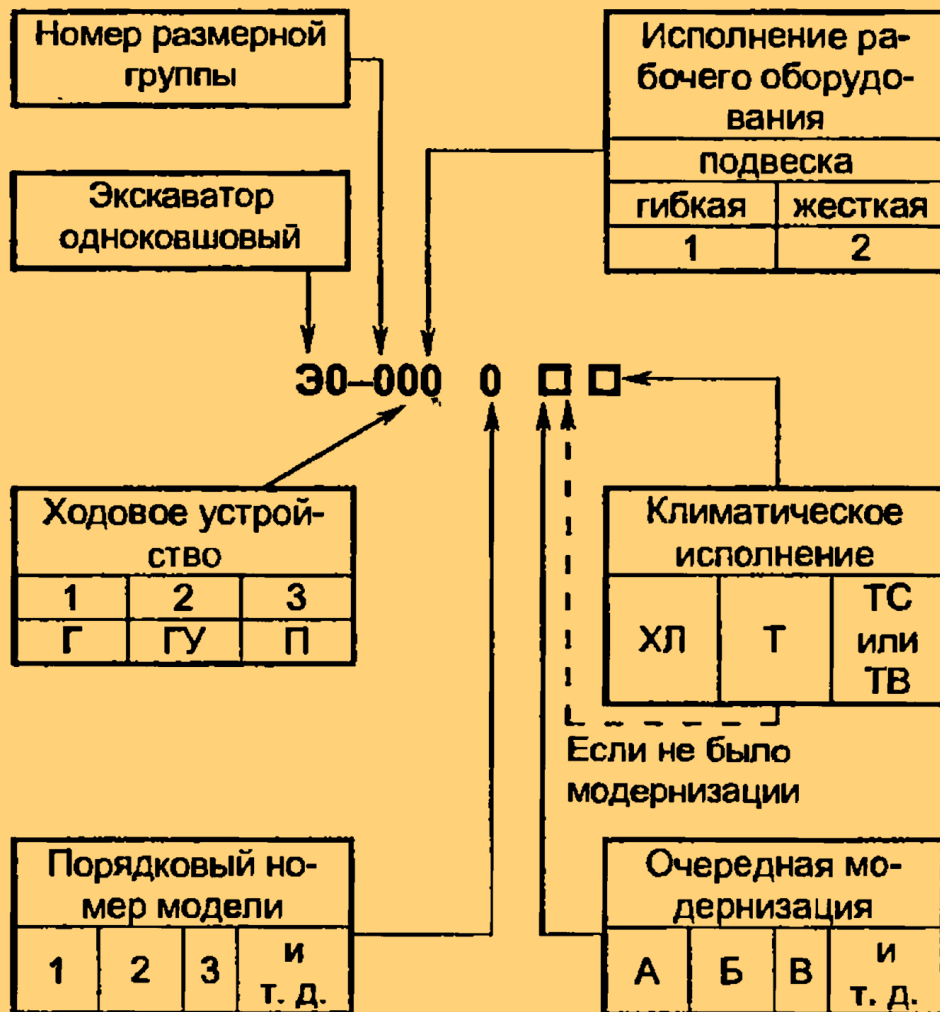 Номер размерной
группы
Исполнение ра-
бочего оборудо-
вания
подвеска
гибкая жесткая
1 2
Экскаватор
одноковшовый
ЭО–000 0 □ □
Ходовое устрой-
ство
1 2 3
Г ГУ П
Климатическое
исполнение
ХЛ Т ТС
или
ТВ
Если не было
модернизации
Порядковый но-
мер модели
1 2 3 и
т. д.
Очередная мо-
дернизация
А Б В и
т. д.